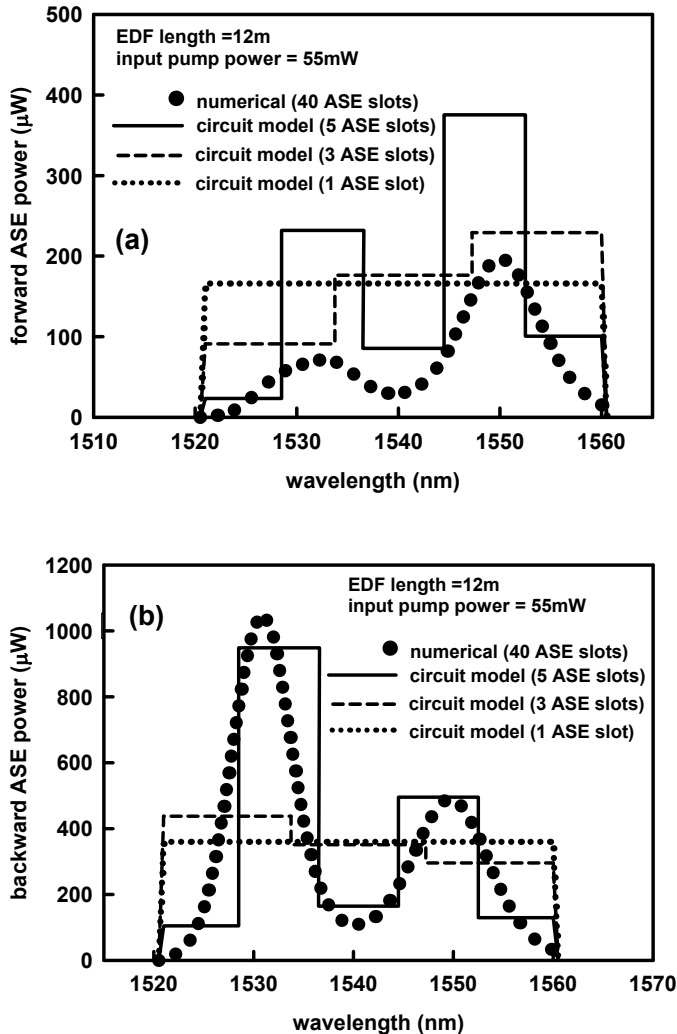 500
EDF length =12m
input pump power = 55mW
400
numerical (40 ASE slots)
circuit model (5 ASE slots)
circuit model (3 ASE slots)
300
circuit model (1 ASE slot)
forward ASE power (μW)
(a)
200
100
0
1510 1520 1530 1540 1550 1560
wavelength (nm)
1200
EDF length =12m
(b)
input pump power = 55mW
1000
numerical (40 ASE slots)
circuit model (5 ASE slots)
800
circuit model (3 ASE slots)
circuit model (1 ASE slot)
backward ASE power (μW)
600
400
200
0
1520 1530 1540 1550 1560 1570
wavelength (nm)